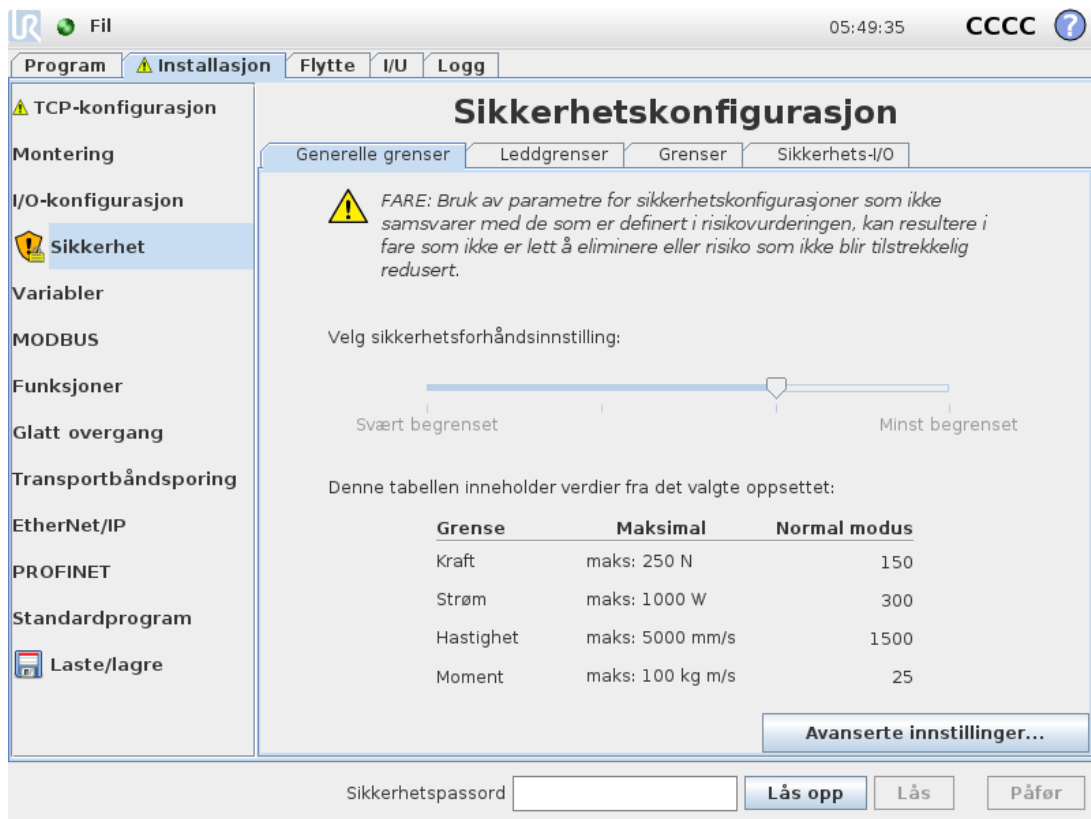 UR Fil 05:49:35 CCCC ?
Program Installasjon Flytte I/U Logg
TCP-konfigurasjon
Montering
I/O-konfigurasjon
Sikkerhet
Variabler
MODBUS
Funksjoner
Glatt overgang
Transportbåndsporing
EtherNet/IP
PROFINET
Standardprogram
Laste/lagre
Sikkerhetskonfigurasjon
Generelle grenser Leddgrenser Grenser Sikkerhets-I/O
FARE: Bruk av parametre for sikkerhetskonfigurasjoner som ikke
samsvarer med de som er definert i risikovurderingen, kan resultere i
fare som ikke er lett å eliminere eller risiko som ikke blir tilstrekkelig
redusert.
Velg sikkerhetsforhåndsinnstilling:
Svært begrenset Minst begrenset
Denne tabellen inneholder verdier fra det valgte oppsettet:
Grense Maksimal Normal modus
Kraft maks: 250 N 150
Strøm maks: 1000 W 300
Hastighet maks: 5000 mm/s 1500
Moment maks: 100 kg m/s 25
Avanserte innstillinger...
Sikkerhetspassord Lås opp Lås Påfør